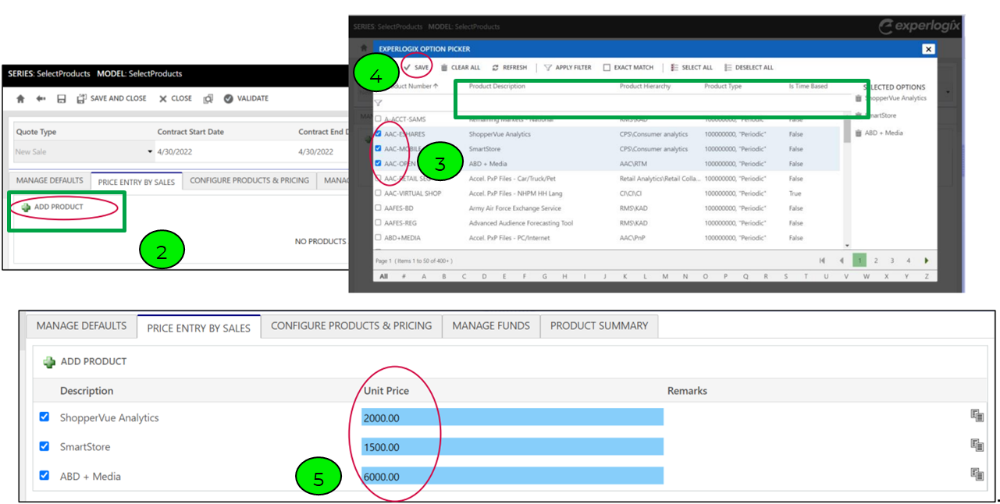 SERIES: SelectProducts MODEL: SelectProducts
experlogix
EXPERLOGIX OPTION PICKER
4
SAVE CLEAR ALL REFRESH APPLY FILTER EXACT MATCH SELECT ALL DESELECT ALL
Product Number Product Description Product Hierarchy Product Type Is Time Based SELECTED OPTIONS
ShopperVue Analytics
A-ACCT-SAMS Remaining Markets - National RMS\KAD 100000000, "Periodic" False SmartStore
AAC-ESHARES ShopperVue Analytics CPS\Consumer analytics 100000000, "Periodic" False ABD + Media
AAC-MOBILE SmartStore CPS\Consumer analytics 100000000, "Periodic" False
3
AAC-OPEN ABD + Media AAC\RTM 100000000, "Periodic" False
AAC-RETAIL SEG Accel. PxP Files - Car/Truck/Pet Retail Analytics\Retail Colla... 100000000, "Periodic" False
AAC-VIRTUAL SHOP Accel. PxP Files - NHPM HH Lang CI\CI\CI 100000000, "Periodic" True
AAFES-BD Army Air Force Exchange Service RMS\KAD 100000000, "Periodic" False
AAFES-REG Advanced Audience Forecasting Tool RMS\KAD 100000000, "Periodic" False
ABD+MEDIA Accel. PxP Files - PC/Internet AAC\PnP 100000000, "Periodic" False
Page 1 ( Items 1 to 50 of 400+ ) 1 2 3 4
All # A B C D E F G H I J K L M N O P Q R S T U V W X Y Z
SERIES: SelectProducts MODEL: SelectProducts
SAVE AND CLOSE CLOSE VALIDATE
Quote Type Contract Start Date Contract End D
New Sale 4/30/2022 4/30/2022
MANAGE DEFAULTS PRICE ENTRY BY SALES CONFIGURE PRODUCTS & PRICING MANAG
ADD PRODUCT
2
NO PRODUCTS
MANAGE DEFAULTS PRICE ENTRY BY SALES CONFIGURE PRODUCTS & PRICING MANAGE FUNDS PRODUCT SUMMARY
ADD PRODUCT
Description Unit Price Remarks
ShopperVue Analytics 2000.00
SmartStore 1500.00
ABD + Media 6000.00
5